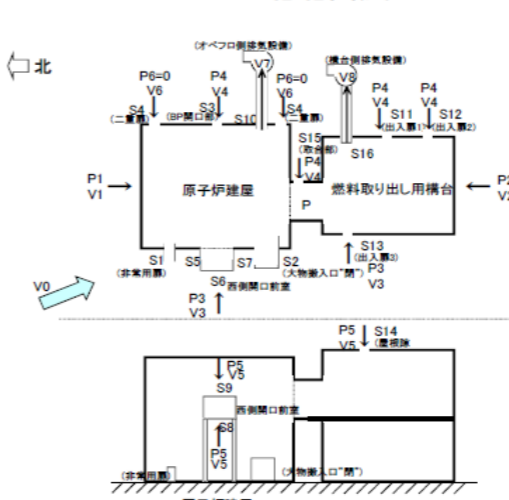 (オペフロ側排気設備)
V7
(構台側排気設備)
V8
北
P6=0
V6
P4
V4
P6=0
V6
P4
V4
P4
V4
S4
(二重扉)
S3
(BP開口部)
S10
S4
(二重扉)
S11
(出入扉1)
S12
(出入扉2)
S15
(取合部)
P4
V4
S16
P1
V1
原子炉建屋
P
燃料取り出し用構台
S1
(非常用扉)
S5
S7
S2
(大物搬入口"閉")
S6
西側開口前室
S13
(出入扉3)
P3
V3
V0
P3
V3
P5
V5
S14
(屋根隙
P5
V5
S9
西側開口前室
S8
P5
V5
(非常用扉)
(大物搬入口"閉")